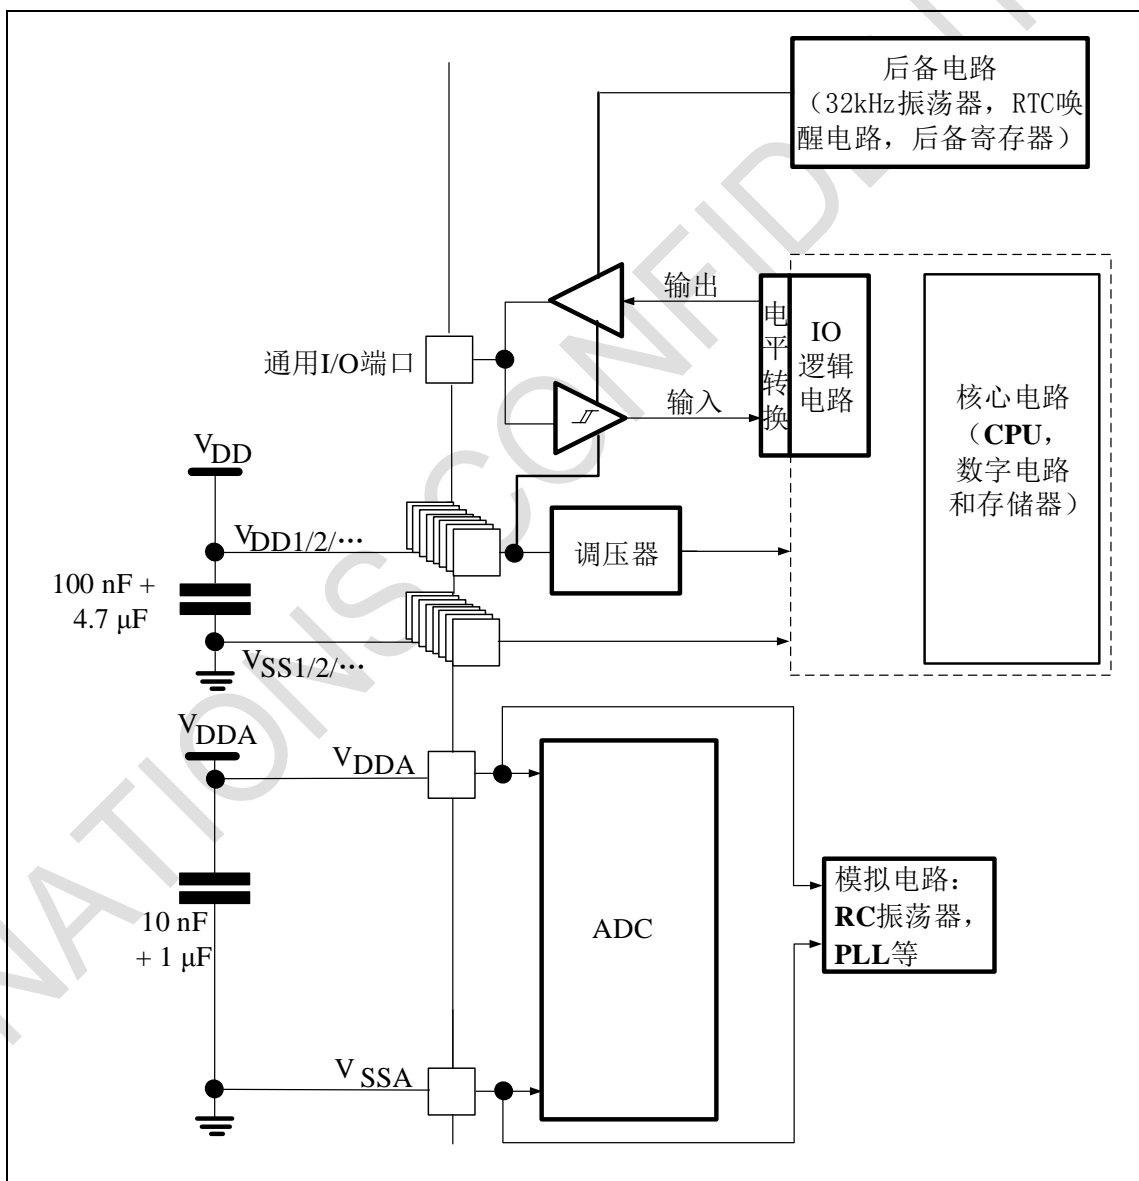 后备电路
（32kHz振荡器，RTC唤
醒电路，后备寄存器）
输出
电平转换
IO
逻辑
电路
通用I/O端口
输入
核心电路
（CPU，
数字电路
和存储器）
VDD
VDD1/2/…
调压器
100 nF +
4.7 μF
VSS1/2/…
VDDA
VDDA
ADC
模拟电路：
RC振荡器，
PLL等
10 nF
+ 1 μF
VSSA
NATIONS CONFIDENTI